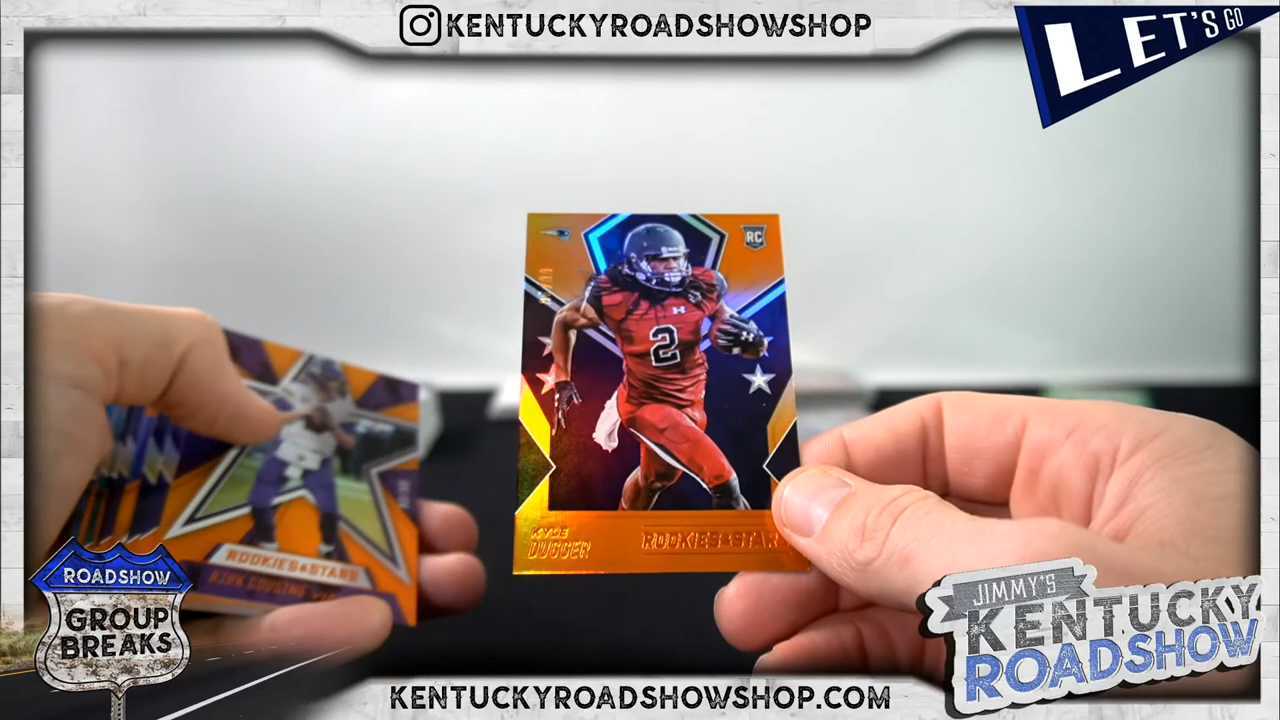 KENTUCKYROADSHOWSHOP
LET'S GO
RC
2
KYLE
DUGGER
ROOKIES & STARS
ROOKIES & STARS
KIRK COUSINS
ROADSHOW
GROUP
BREAKS
JIMMY'S
KENTUCKY
ROADSHOW
KENTUCKYROADSHOWSHOP.COM